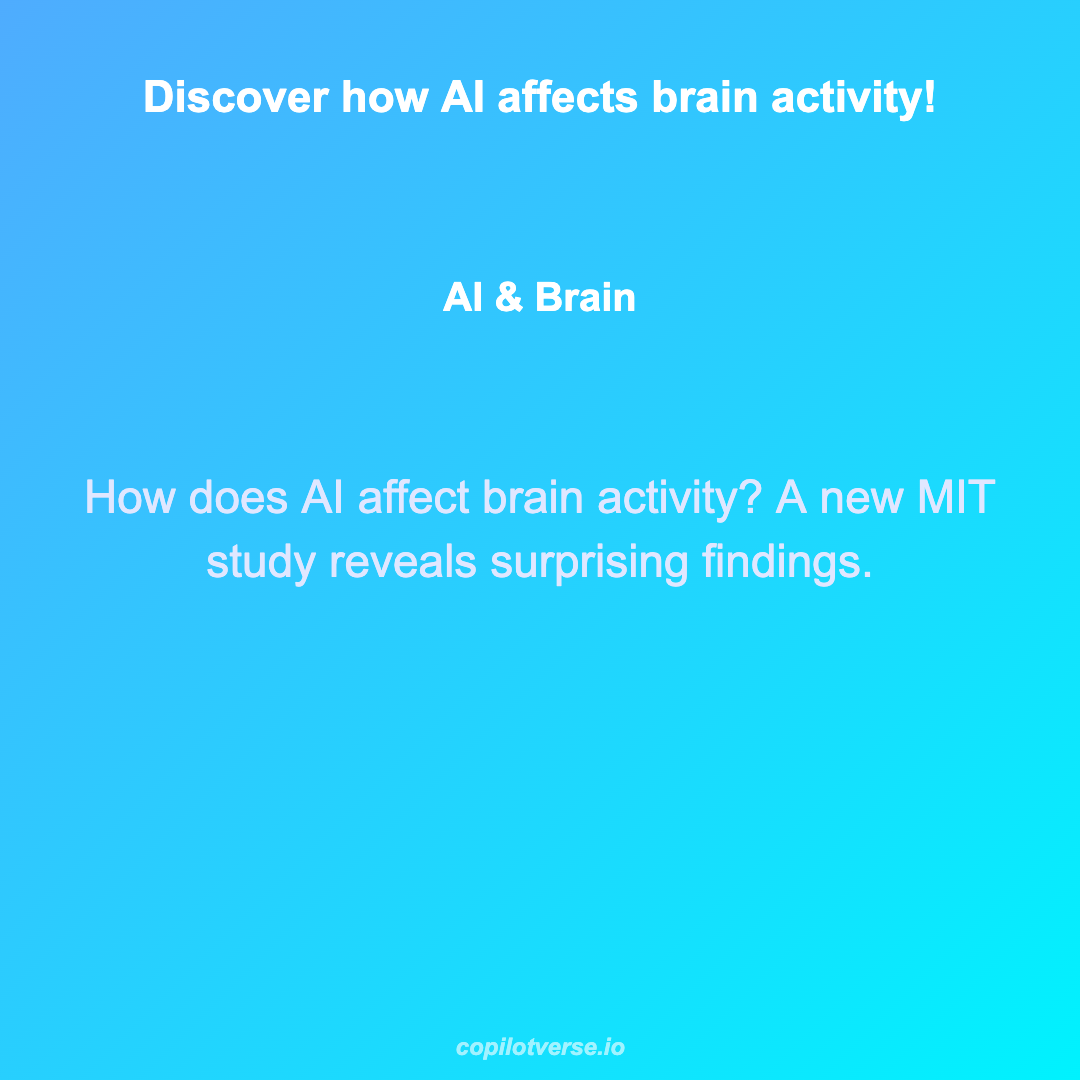 Discover how AI affects brain activity!
AI & Brain
How does AI affect brain activity? A new MIT
study reveals surprising findings.
copilotverse.io